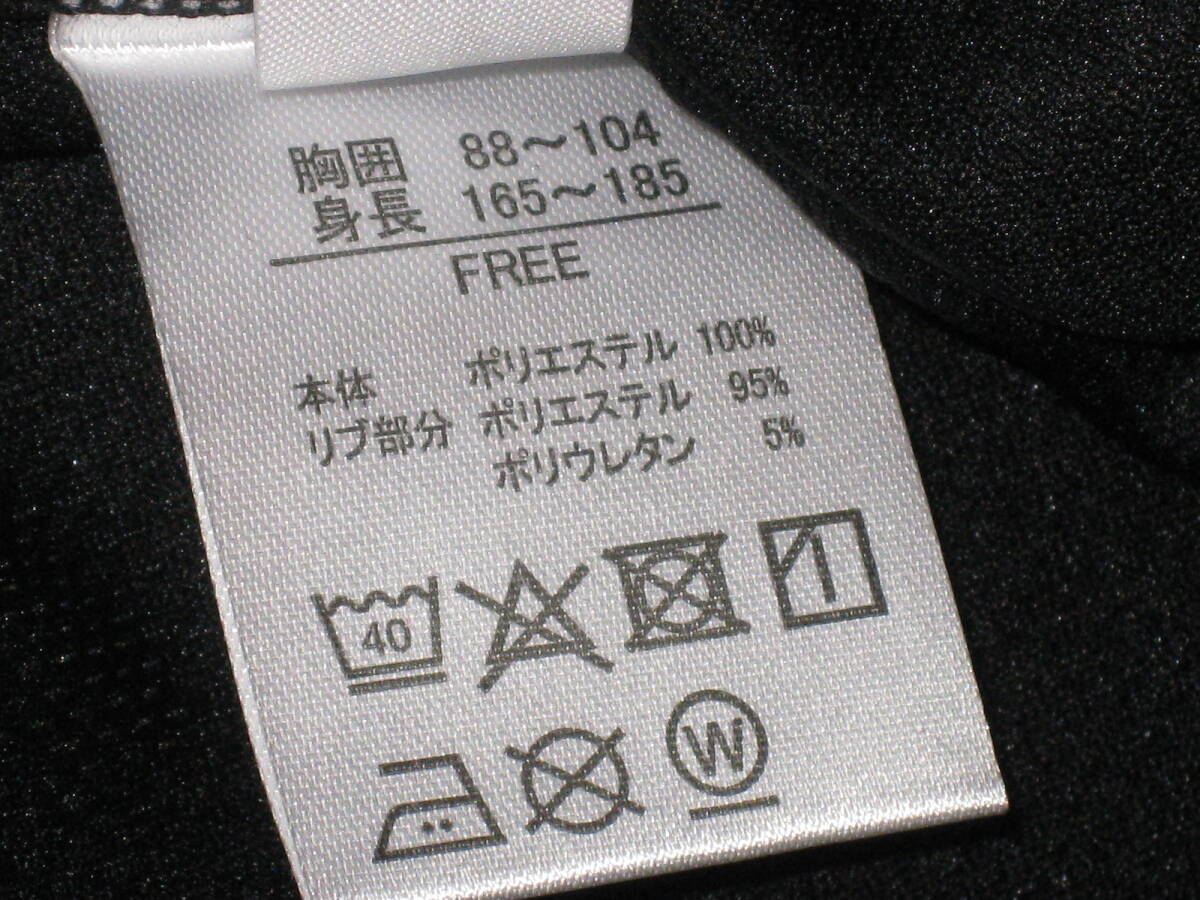 胸囲 88～104
身長 165～185
FREE
本体 ポリエステル 100%
リブ部分 ポリエステル 95%
ポリウレタン 5%
40
W